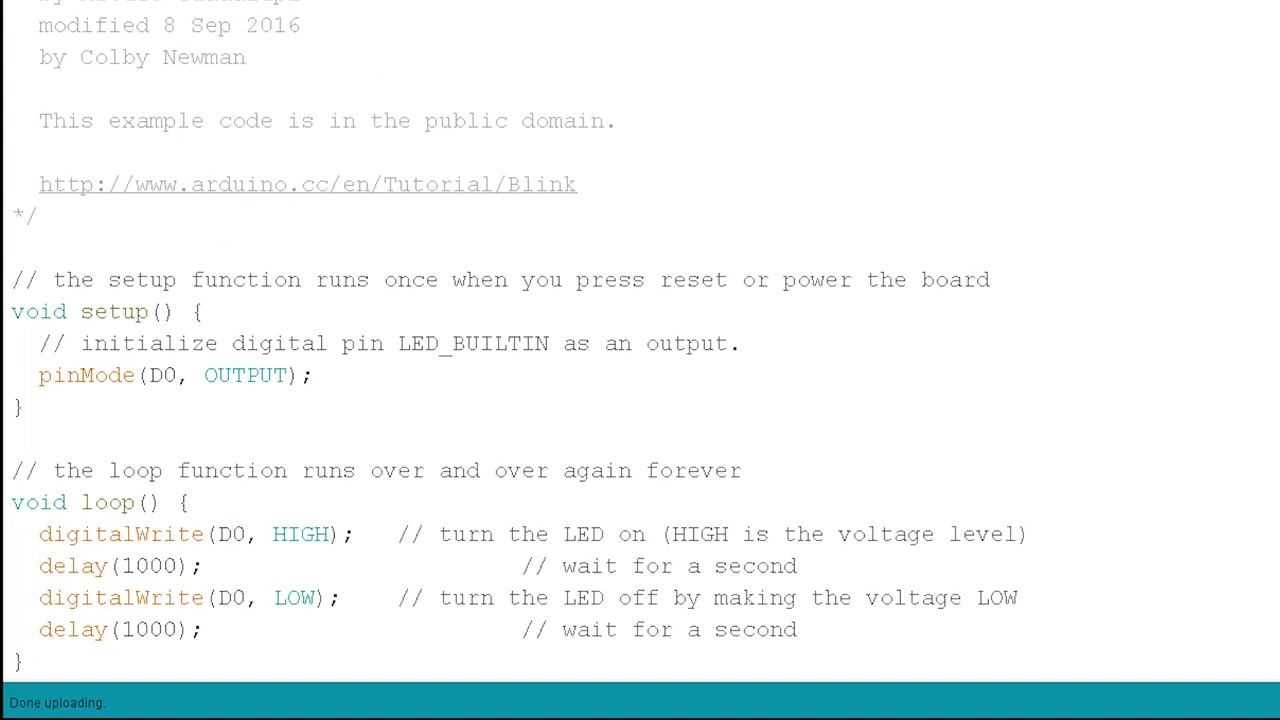 modified 8 Sep 2016
by Colby Newman
This example code is in the public domain.
http://www.arduino.cc/en/Tutorial/Blink
*/
// the setup function runs once when you press reset or power the board
void setup() {
  // initialize digital pin LED_BUILTIN as an output.
  pinMode(D0, OUTPUT);
}
// the loop function runs over and over again forever
void loop() {
  digitalWrite(D0, HIGH);   // turn the LED on (HIGH is the voltage level)
  delay(1000);                       // wait for a second
  digitalWrite(D0, LOW);    // turn the LED off by making the voltage LOW
  delay(1000);                       // wait for a second
}
Done uploading.